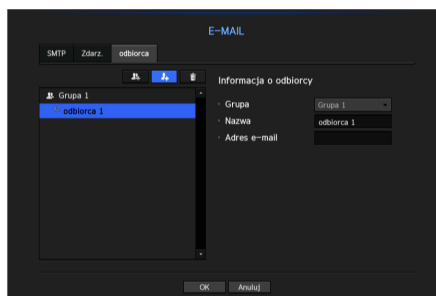 E-MAIL
SMTP Zdarz. odbiorca
Informacja o odbiorcy
Grupa 1
odbiorca 1
Grupa Grupa 1
Nazwa odbiorca 1
Adres e-mail
OK Anuluj